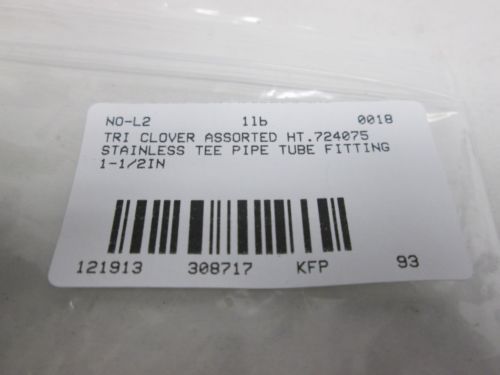 NO-L2 1lb 0018
TRI CLOVER ASSORTED HT.724075
STAINLESS TEE PIPE TUBE FITTING
1-1/2IN
121913 308717 KFP 93